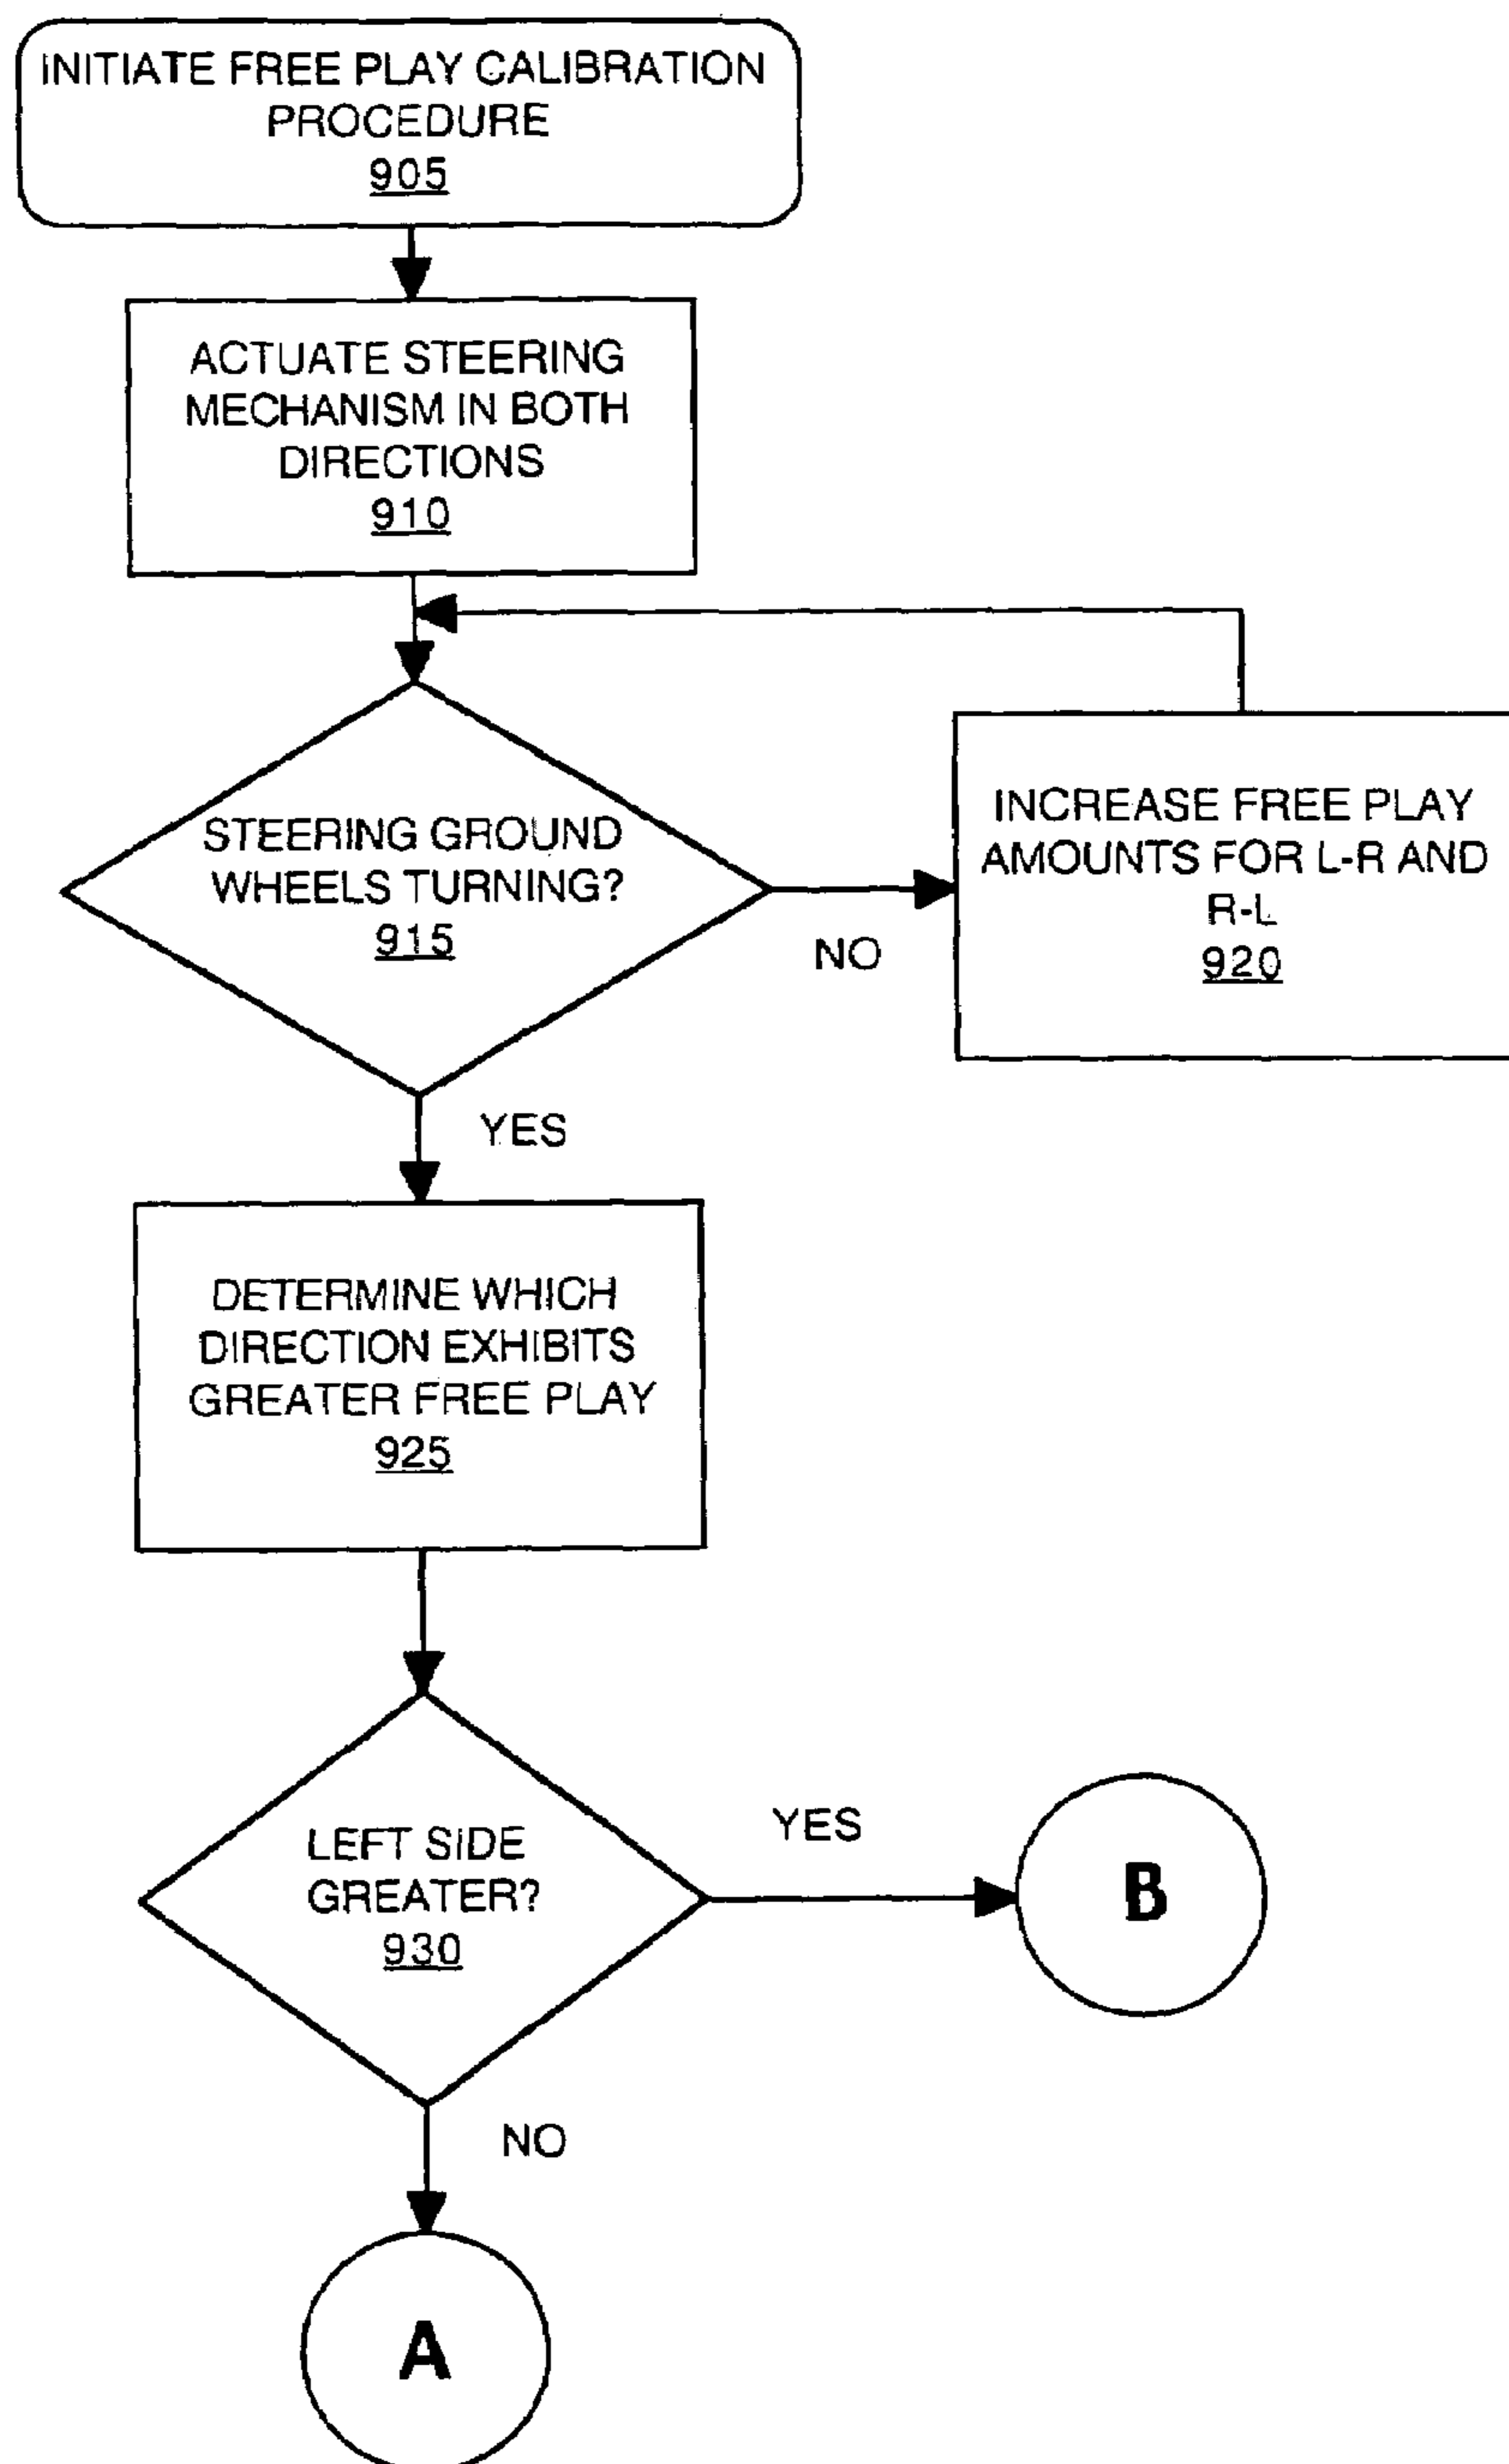 INITIATE FREE PLAY CALIBRATION
PROCEDURE
905
ACTUATE STEERING
MECHANISM IN BOTH
DIRECTIONS
910
STEERING GROUND
WHEELS TURNING?
915
NO
INCREASE FREE PLAY
AMOUNTS FOR L-R AND
R-L
920
YES
DETERMINE WHICH
DIRECTION EXHIBITS
GREATER FREE PLAY
925
LEFT SIDE
GREATER?
930
YES
B
NO
A